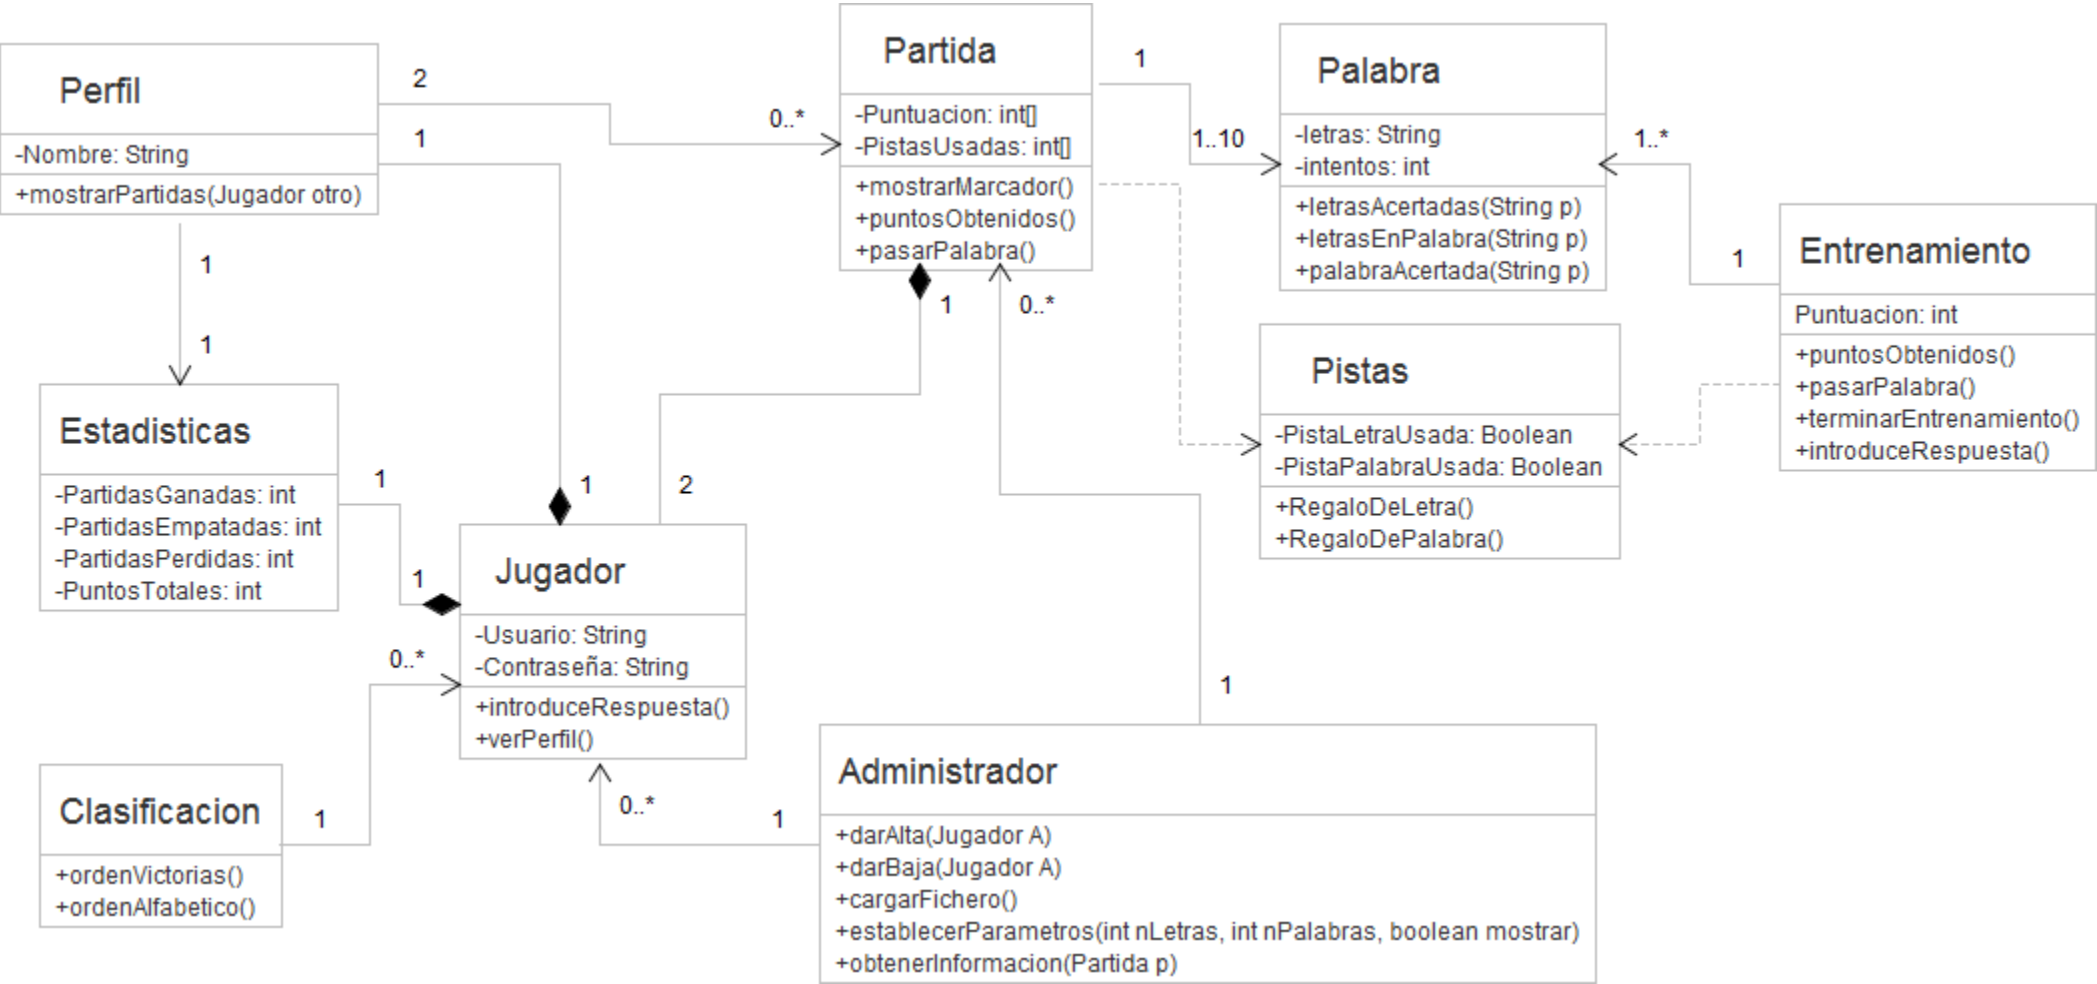 Perfil
-Nombre: String
+mostrarPartidas(Jugador otro)
2
0..*
1
Partida
-Puntuacion: int[]
-PistasUsadas: int[]
+mostrarMarcador()
+puntosObtenidos()
+pasarPalabra()
1
1..10
Palabra
-letras: String
-intentos: int
+letrasAcertadas(String p)
+letrasEnPalabra(String p)
+palabraAcertada(String p)
1..*
1
Entrenamiento
Puntuacion: int
+puntosObtenidos()
+pasarPalabra()
+terminarEntrenamiento()
+introduceRespuesta()
1
1
1
0..*
Pistas
-PistaLetraUsada: Boolean
-PistaPalabraUsada: Boolean
+RegaloDeLetra()
+RegaloDePalabra()
Estadisticas
-PartidasGanadas: int
-PartidasEmpatadas: int
-PartidasPerdidas: int
-PuntosTotales: int
1
1
1
2
Jugador
-Usuario: String
-Contraseña: String
+introduceRespuesta()
+verPerfil()
0..*
1
Clasificacion
+ordenVictorias()
+ordenAlfabetico()
1
0..*
1
Administrador
+darAlta(Jugador A)
+darBaja(Jugador A)
+cargarFichero()
+establecerParametros(int nLetras, int nPalabras, boolean mostrar)
+obtenerInformacion(Partida p)